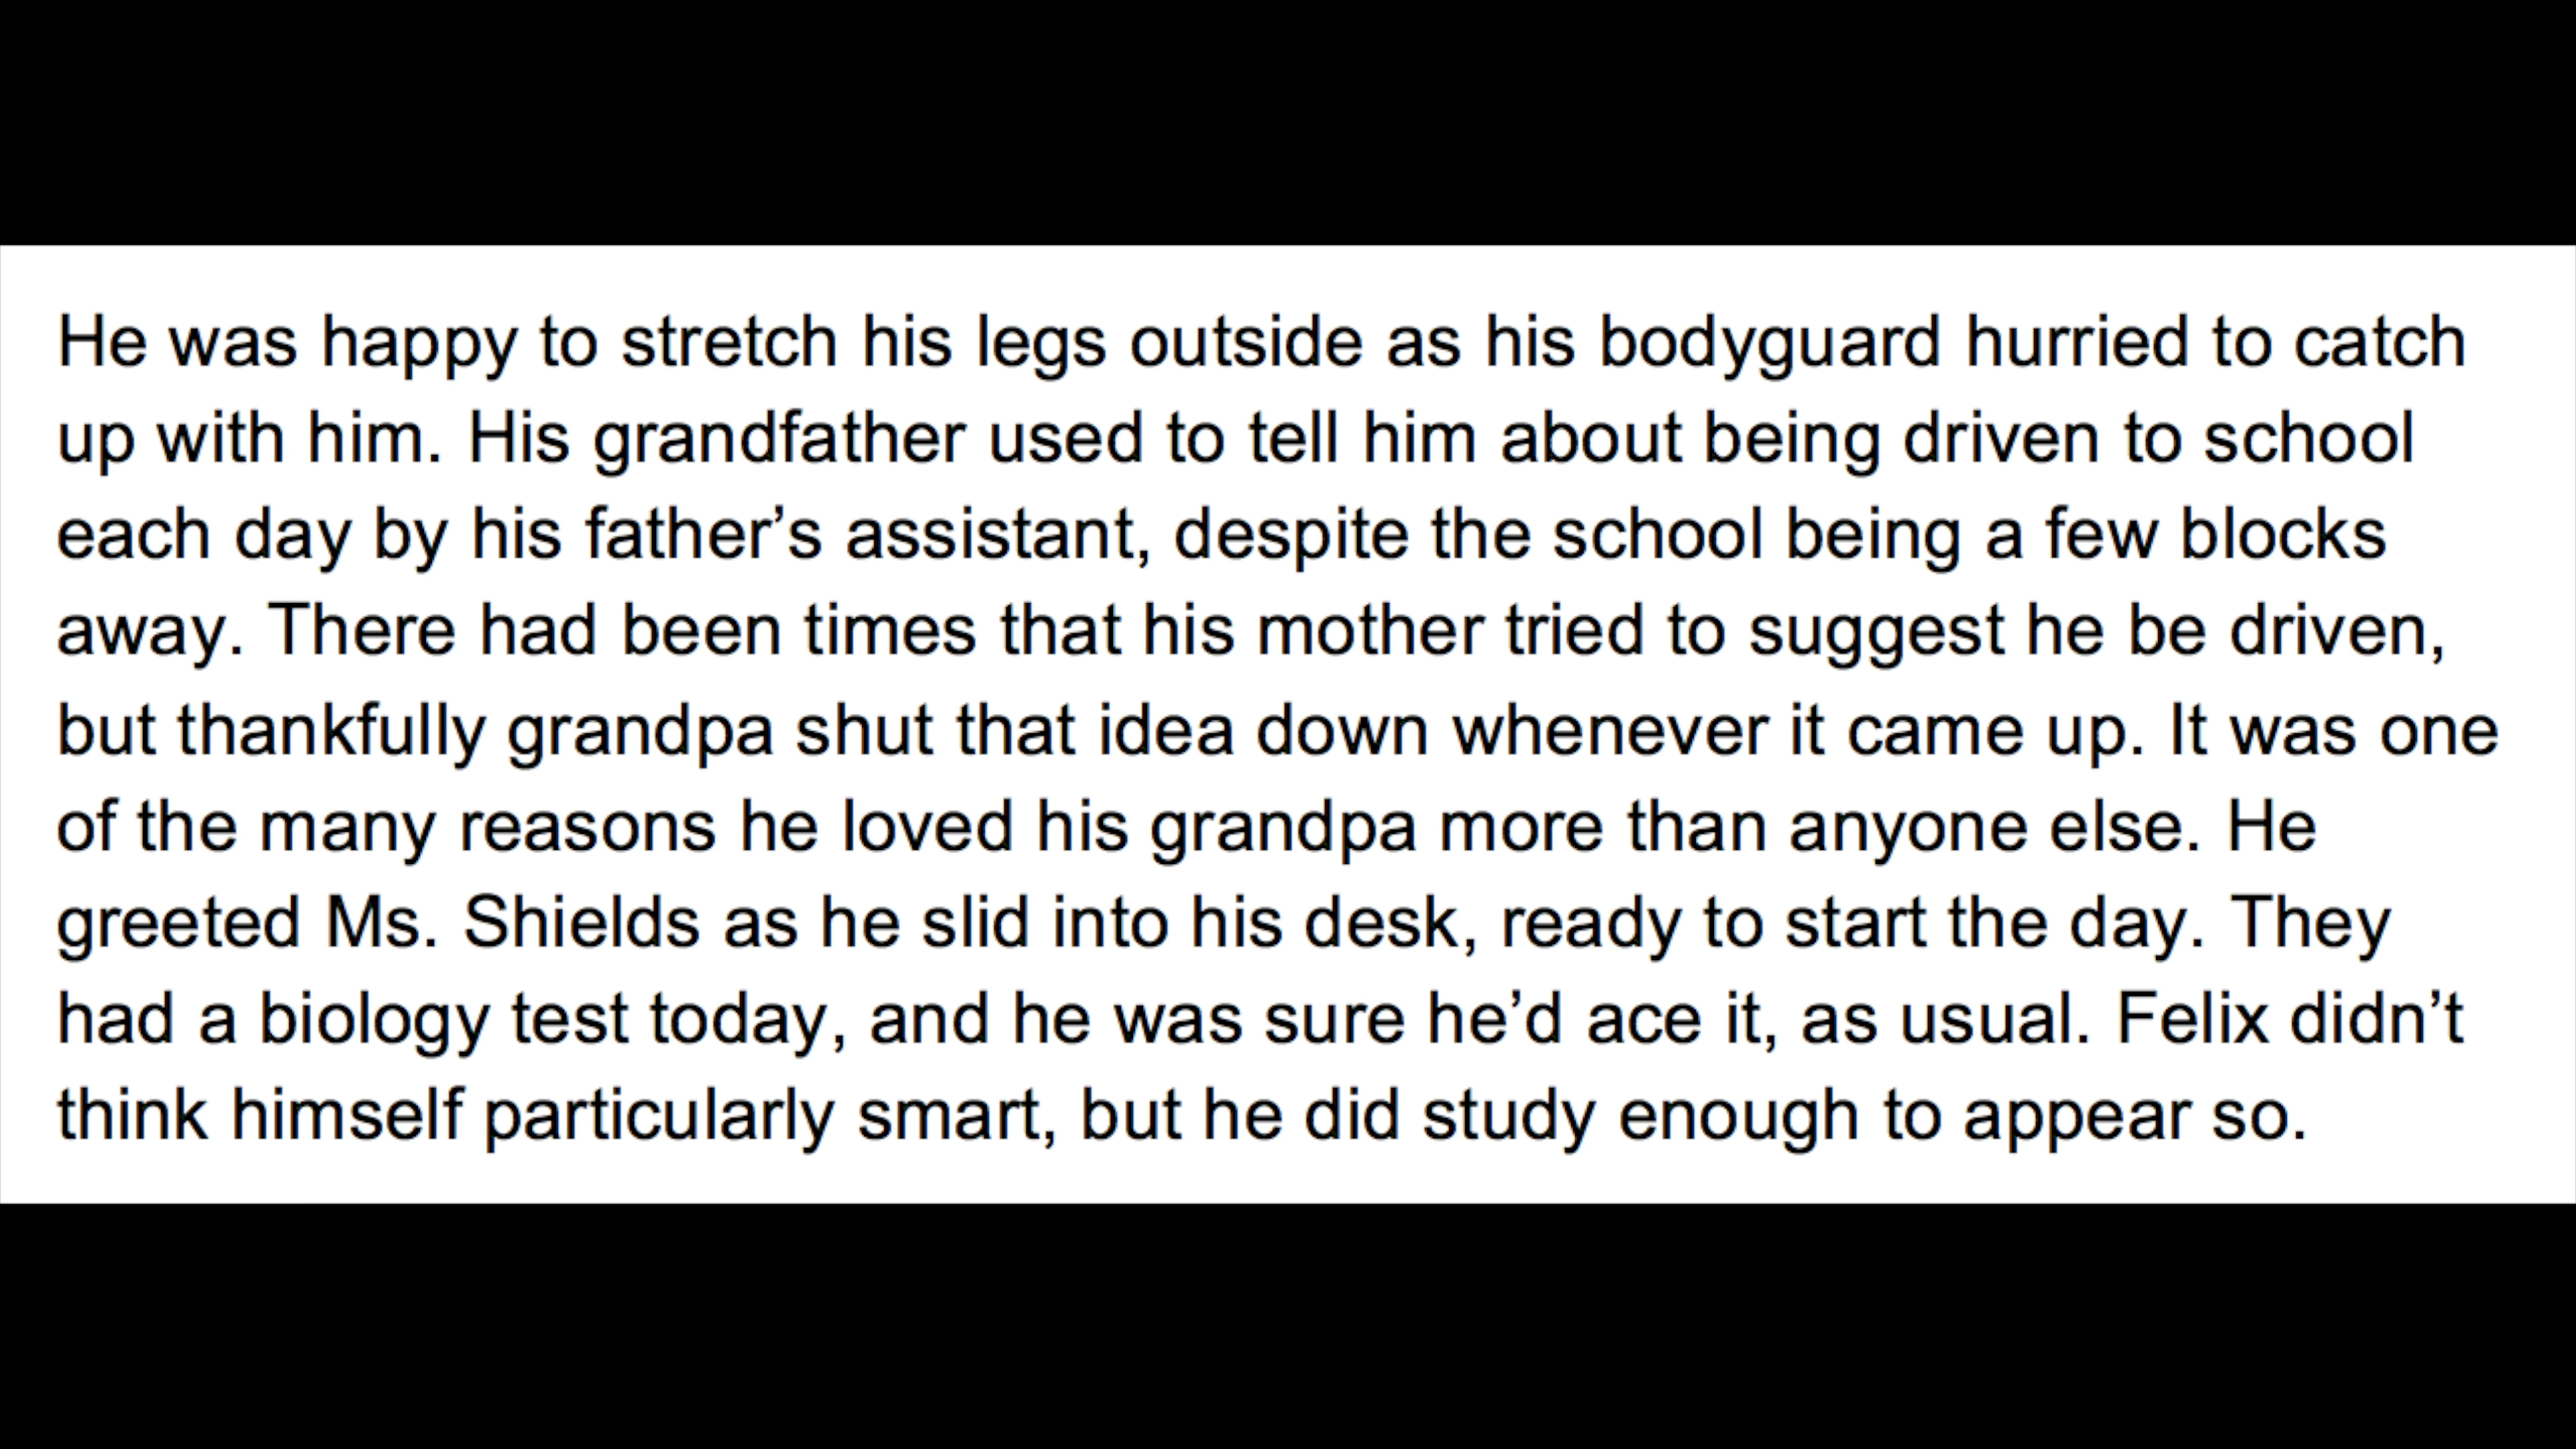 He was happy to stretch his legs outside as his bodyguard hurried to catch
up with him. His grandfather used to tell him about being driven to school
each day by his father’s assistant, despite the school being a few blocks
away. There had been times that his mother tried to suggest he be driven,
but thankfully grandpa shut that idea down whenever it came up. It was one
of the many reasons he loved his grandpa more than anyone else. He
greeted Ms. Shields as he slid into his desk, ready to start the day. They
had a biology test today, and he was sure he’d ace it, as usual. Felix didn’t
think himself particularly smart, but he did study enough to appear so.